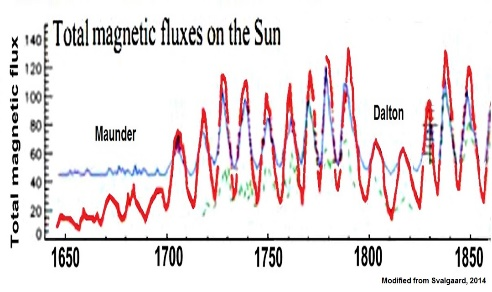 Total magnetic fluxes on the Sun
Total magnetic flux
140
120
100
80
60
40
20
0
Maunder
Dalton
1650
1700
1750
1800
1850
Modified from Svalgaard, 2014